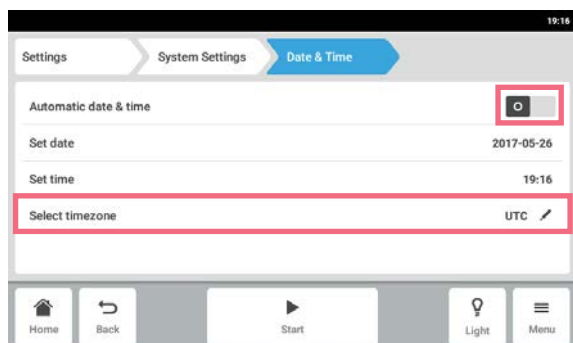 19:16
Settings System Settings Date & Time
Automatic date & time O
Set date 2017-05-26
Set time 19:16
Select timezone UTC
Home Back Start Light Menu